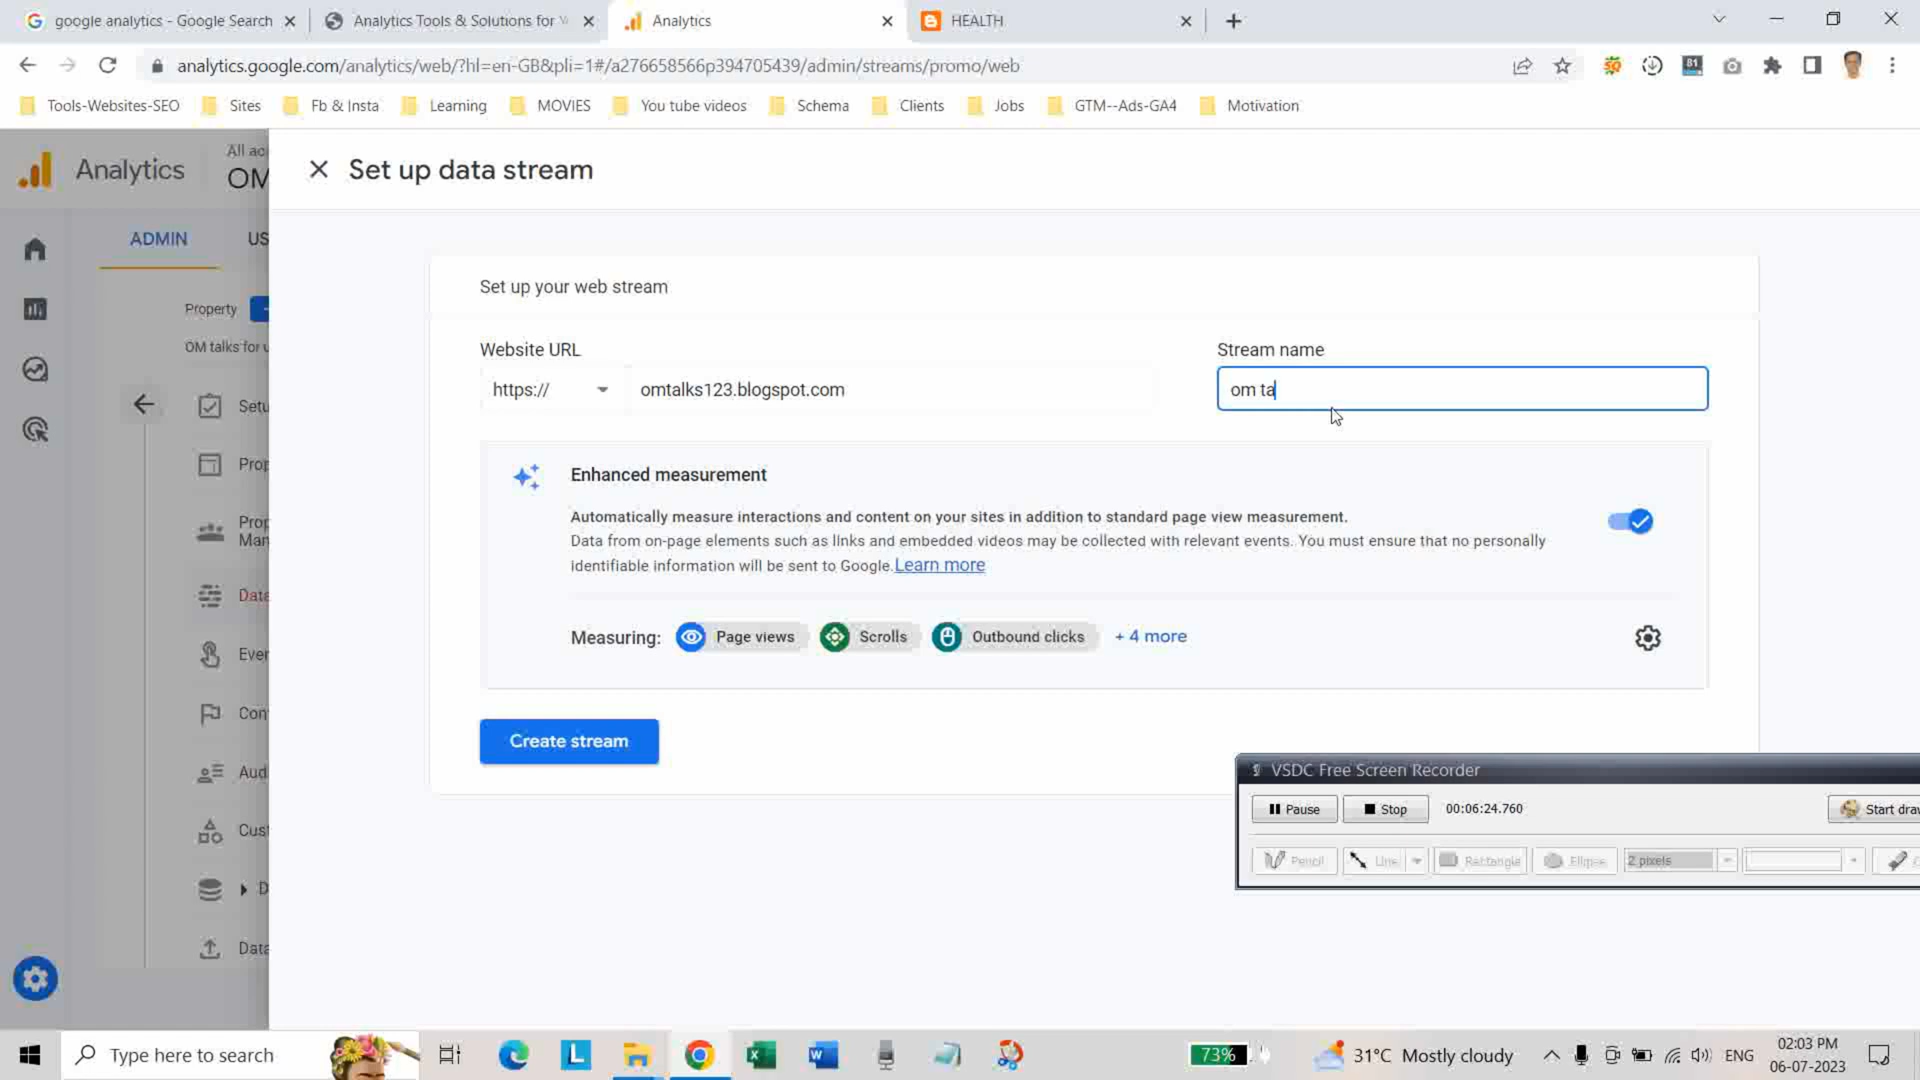 google analytics - Google Search
Analytics Tools & Solutions for
Analytics
HEALTH
analytics.google.com/analytics/web/?hl=en-GB&pli=1#/a276658566p394705439/admin/streams/promo/web
81
Tools-Websites-SEO
Sites
Fb & Insta
Learning
MOVIES
You tube videos
Schema
Clients
Jobs
GTM--Ads-GA4
Motivation
Analytics
All acc
OM
Set up data stream
ADMIN
US
Property
OM talks for u
Setu
Prop
Prop
Man
Data
Even
Con
Audi
Cust
D
Data
Set up your web stream
Website URL
Stream name
https://
omtalks123.blogspot.com
om ta
Enhanced measurement
Automatically measure interactions and content on your sites in addition to standard page view measurement.
Data from on-page elements such as links and embedded videos may be collected with relevant events. You must ensure that no personally
identifiable information will be sent to Google. Learn more
Measuring:
Page views
Scrolls
Outbound clicks
+ 4 more
Create stream
VSDC Free Screen Recorder
Pause
Stop
00:06:24.760
Start draw
Pencil
Line
Rectangle
Ellipse
2 pixels
Type here to search
73%
31°C Mostly cloudy
ENG
02:03 PM
06-07-2023